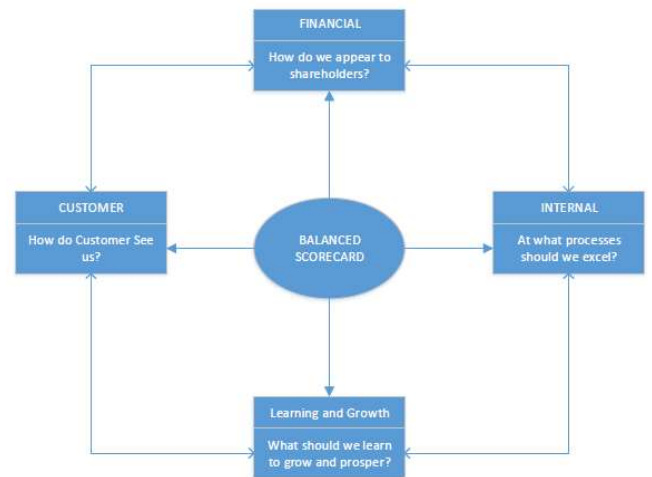 FINANCIAL
How do we appear to
shareholders?
CUSTOMER
How do Customer See
us?
BALANCED
SCORECARD
INTERNAL
At what processes
should we excel?
Learning and Growth
What should we learn
to grow and prosper?